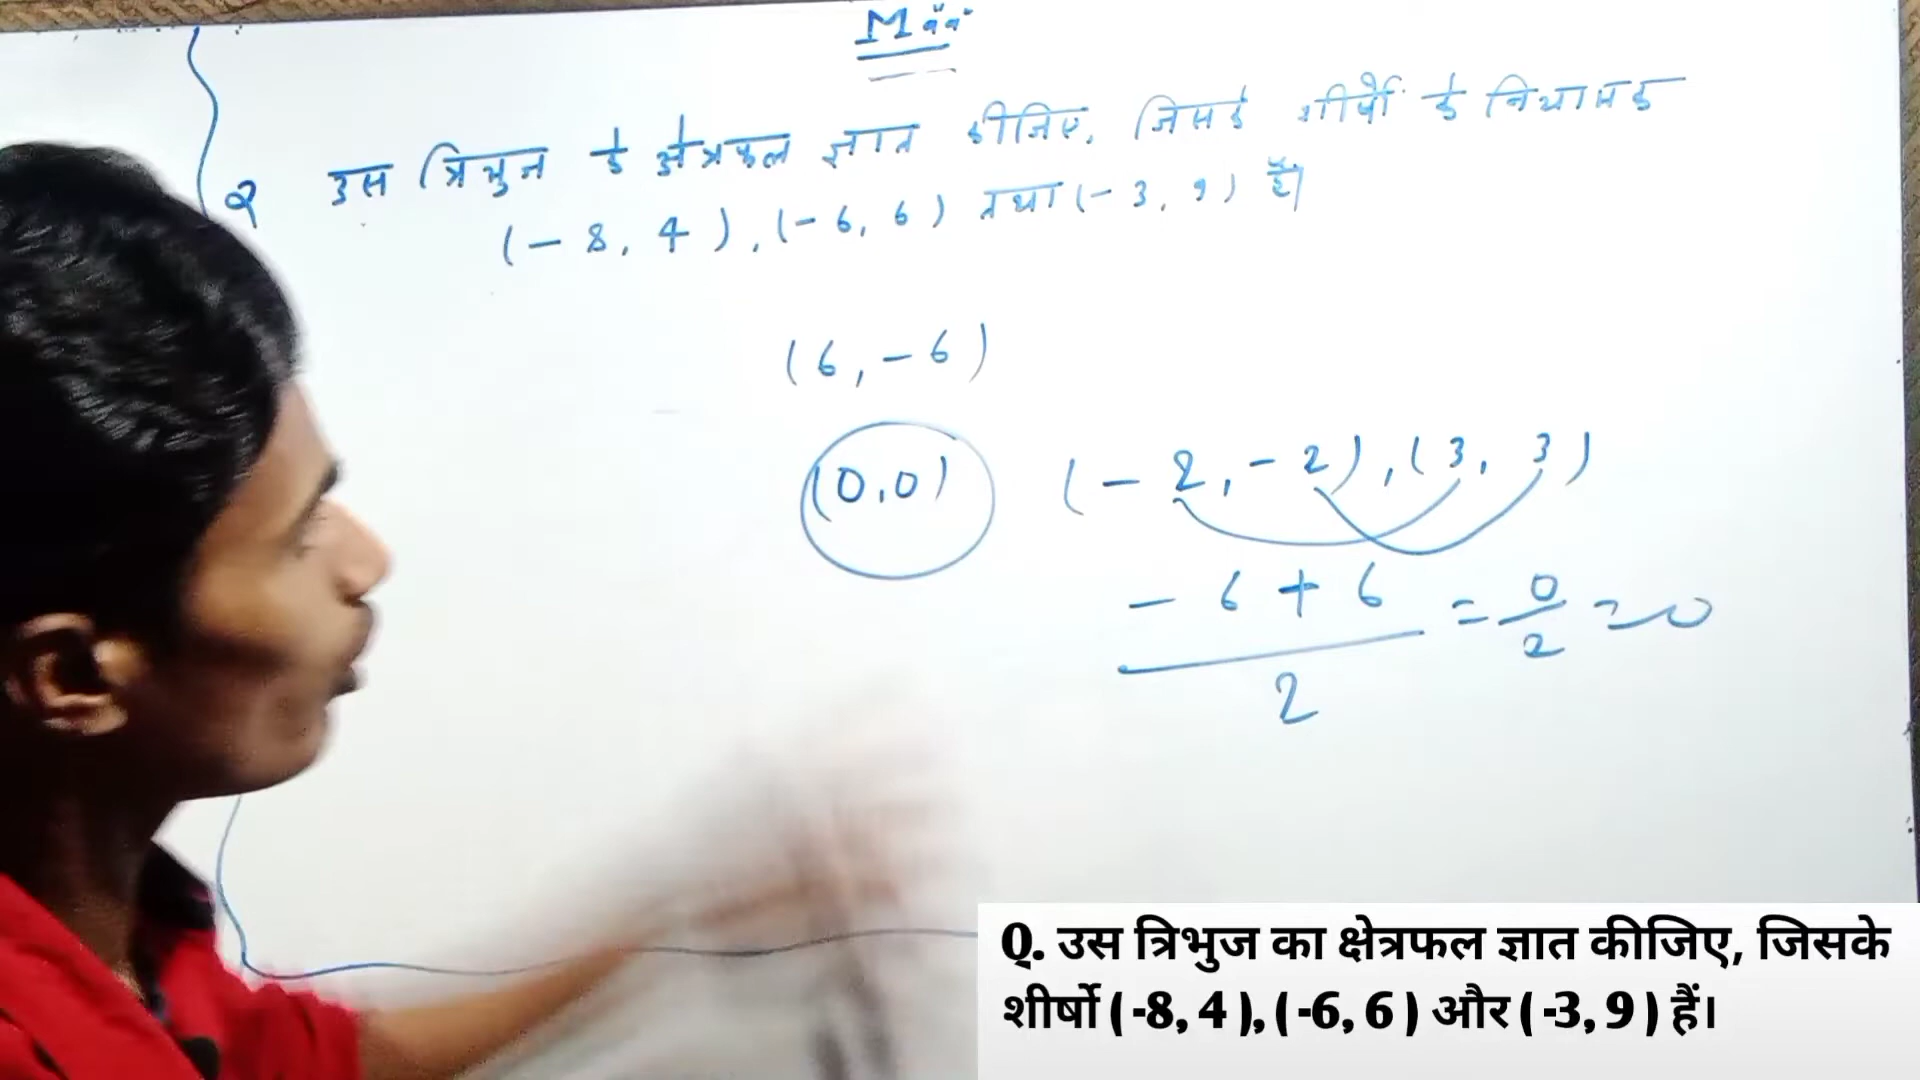 उस त्रिभुज के क्षेत्रफल ज्ञात कीजिए, जिसके शीर्षों के नियामक
(-8, 4), (-6, 6) तथा (-3, 9) हैं।
(6, -6)
(0,0) (-2, -2), (3, 3)
-6 + 6
= 0/2 = 0
2
Q. उस त्रिभुज का क्षेत्रफल ज्ञात कीजिए, जिसके
शीर्षो ( -8, 4 ), ( -6, 6 ) और ( -3, 9 ) हैं।